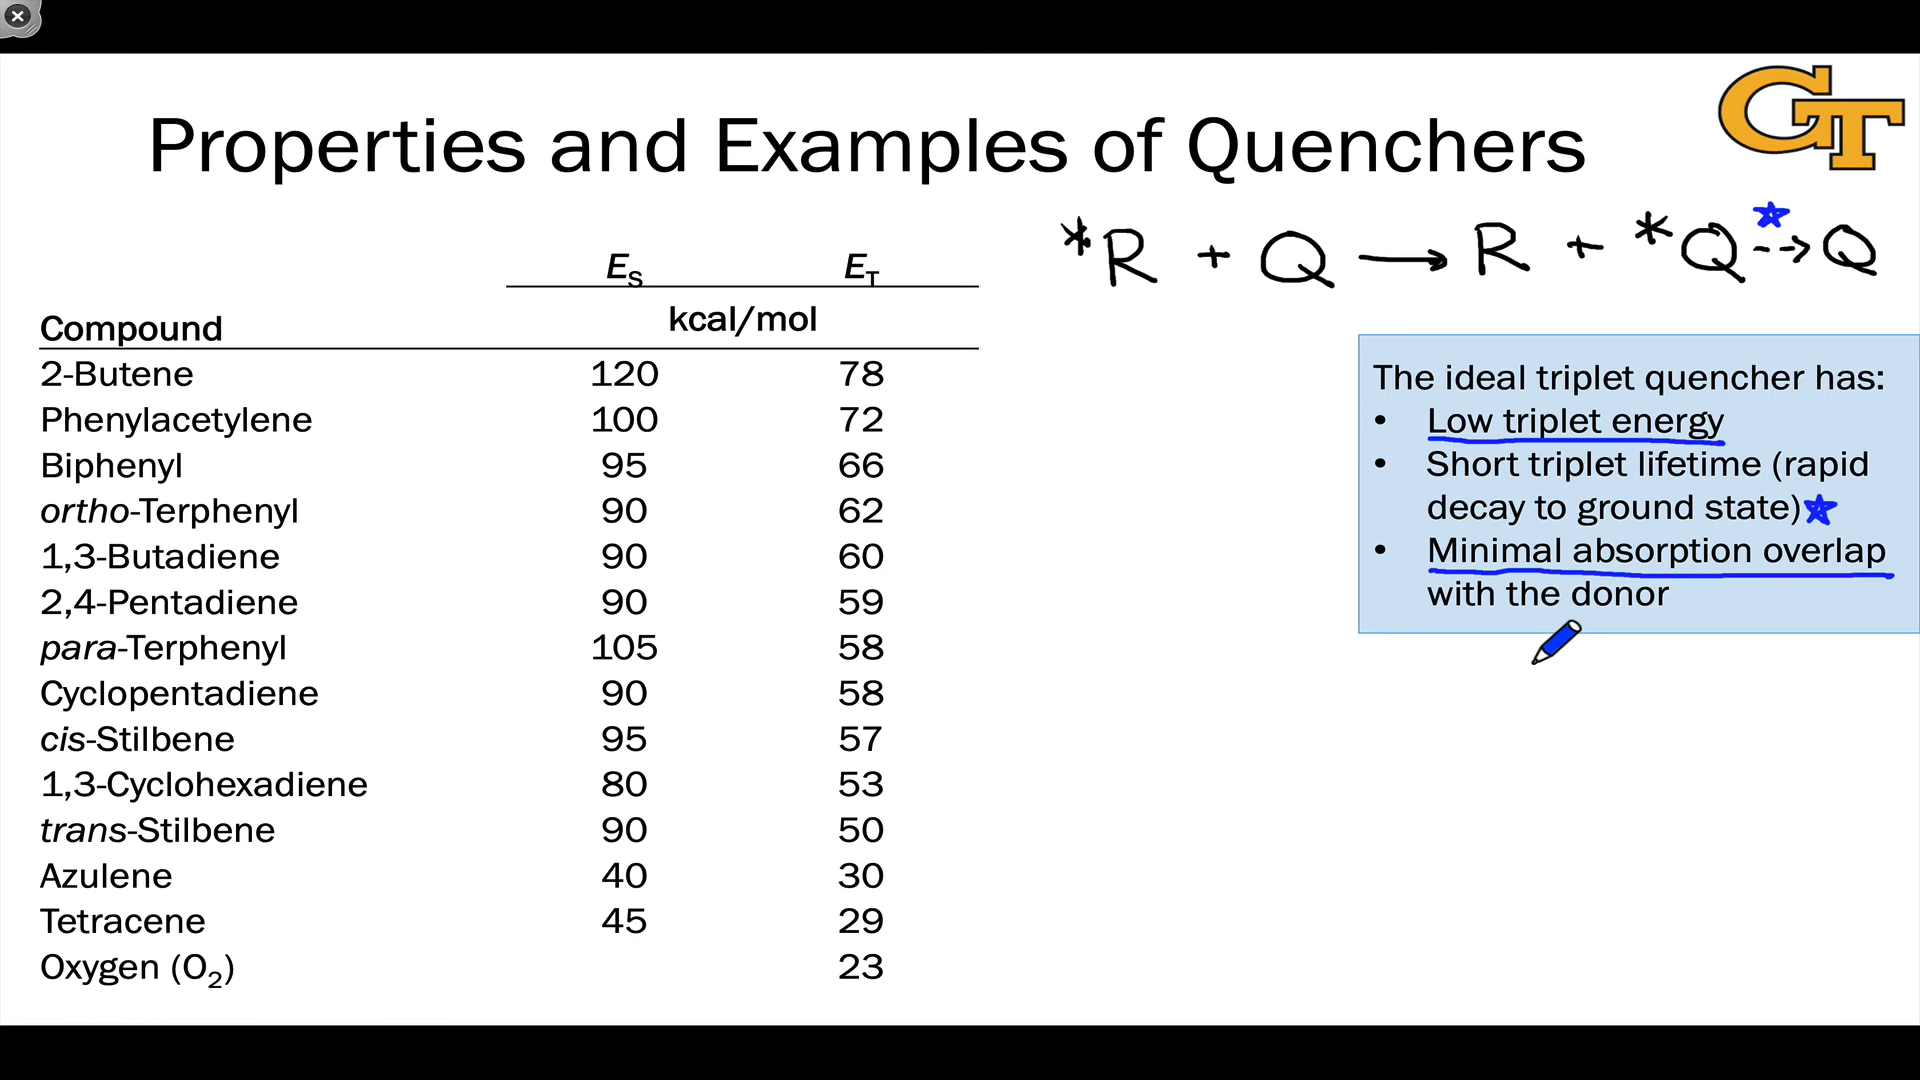 GT
Properties and Examples of Quenchers
*R + Q ⟶ R + *Q --> Q
E_S E_T
kcal/mol
Compound
2-Butene 120 78
Phenylacetylene 100 72
Biphenyl 95 66
ortho-Terphenyl 90 62
1,3-Butadiene 90 60
2,4-Pentadiene 90 59
para-Terphenyl 105 58
Cyclopentadiene 90 58
cis-Stilbene 95 57
1,3-Cyclohexadiene 80 53
trans-Stilbene 90 50
Azulene 40 30
Tetracene 45 29
Oxygen (O₂) 23
The ideal triplet quencher has:
• Low triplet energy
• Short triplet lifetime (rapid
decay to ground state)
• Minimal absorption overlap
with the donor